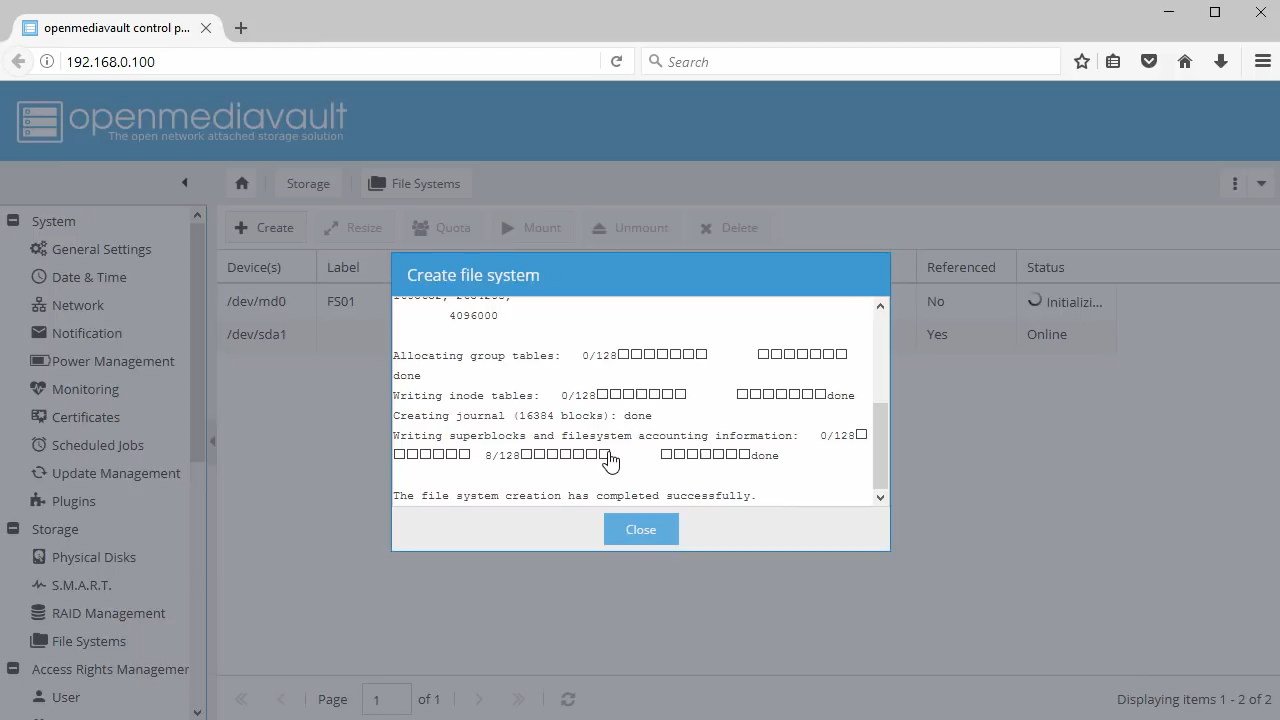 openmediavault control p...
192.168.0.100
Search
openmediavault
The open network attached storage solution
Storage
File Systems
Create
Resize
Quota
Mount
Unmount
Delete
Device(s)
Label
Referenced
Status
/dev/md0
FS01
No
Initializi...
/dev/sda1
Yes
Online
System
General Settings
Date & Time
Network
Notification
Power Management
Monitoring
Certificates
Scheduled Jobs
Update Management
Plugins
Storage
Physical Disks
S.M.A.R.T.
RAID Management
File Systems
Access Rights Managemer
User
Create file system
4096000
Allocating group tables: 0/128□□□□□□□ □□□□□□□
done
Writing inode tables: 0/128□□□□□□□ □□□□□□□done
Creating journal (16384 blocks): done
Writing superblocks and filesystem accounting information: 0/128□
□□□□□□ 8/128□□□□□□□ □□□□□□□done
The file system creation has completed successfully.
Close
Page 1 of 1
Displaying items 1 - 2 of 2